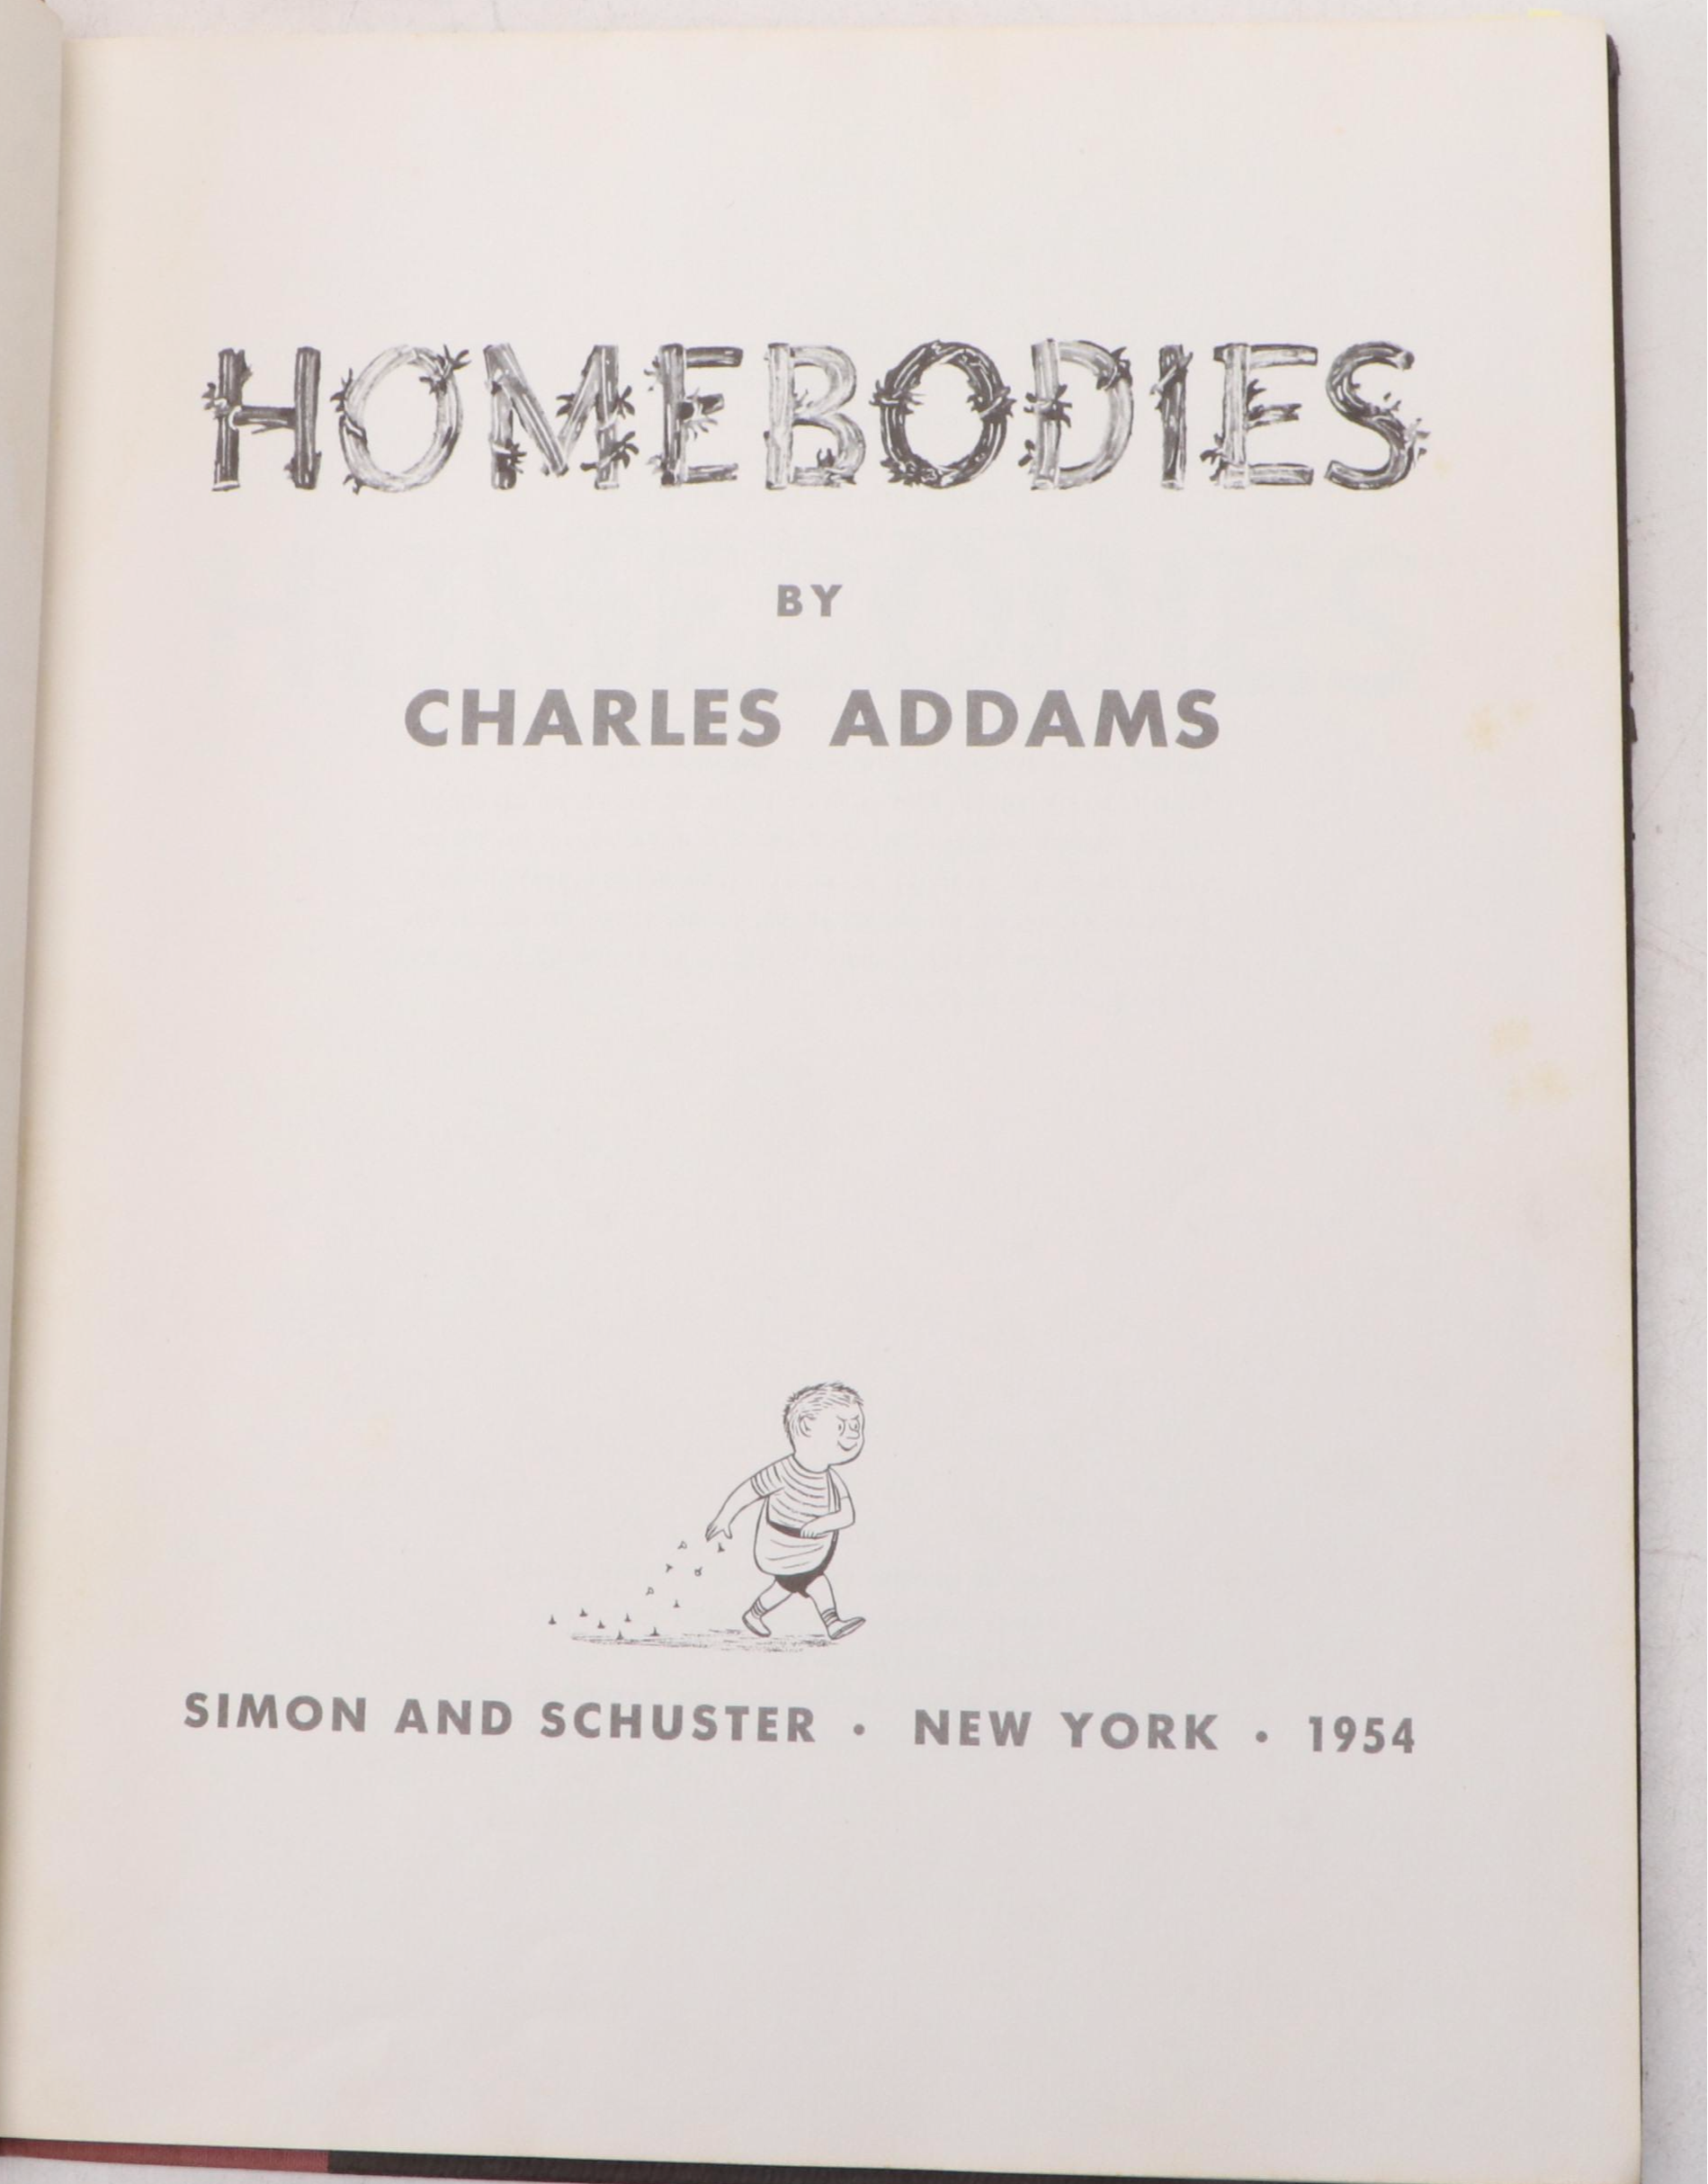 HOMEBODIES
BY
CHARLES ADDAMS
SIMON AND SCHUSTER · NEW YORK · 1954